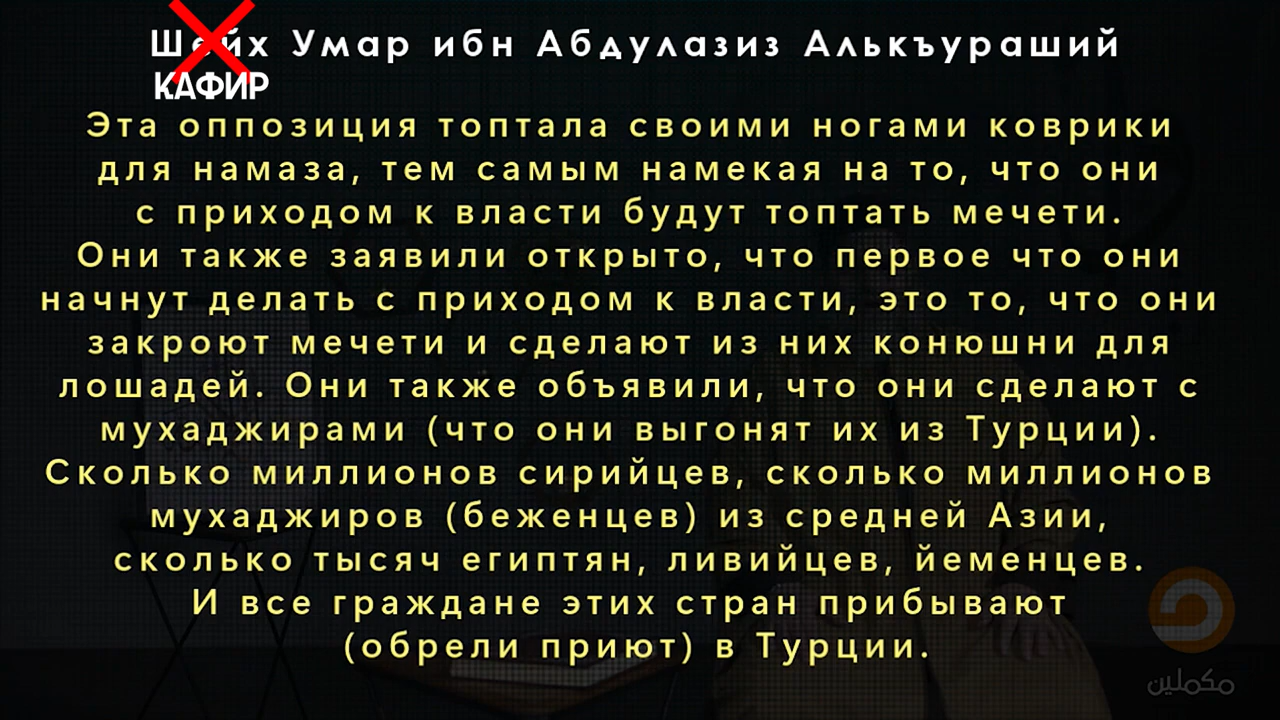 Шейх Умар ибн Абдулазиз Алькъураший
КАФИР
Эта оппозиция топтала своими ногами коврики
для намаза, тем самым намекая на то, что они
с приходом к власти будут топтать мечети.
Они также заявили открыто, что первое что они
начнут делать с приходом к власти, это то, что они
закроют мечети и сделают из них конюшни для
лошадей. Они также объявили, что они сделают с
мухаджирами (что они выгонят их из Турции).
Сколько миллионов сирийцев, сколько миллионов
мухаджиров (беженцев) из средней Азии,
сколько тысяч египтян, ливийцев, йеменцев.
И все граждане этих стран прибывают
(обрели приют) в Турции.
مكملين